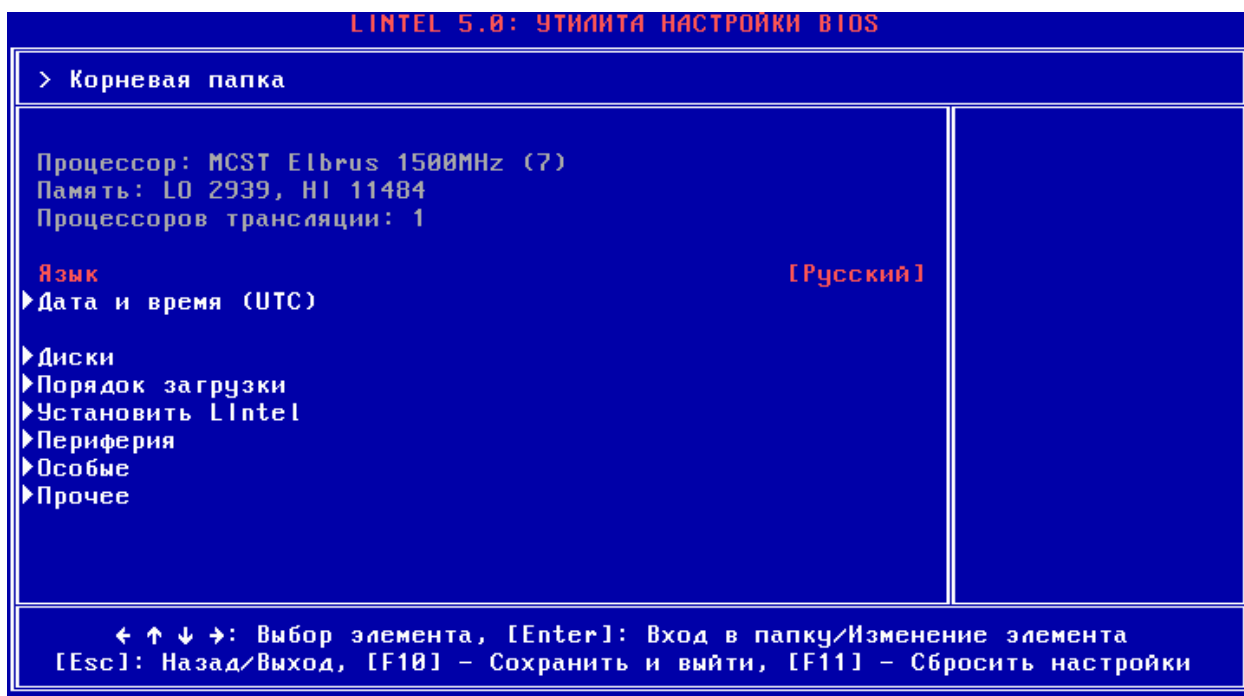 LINTEL 5.0: УТИЛИТА НАСТРОЙКИ BIOS
> Корневая папка
Процессор: MCST Elbrus 1500MHz (7)
Память: LO 2939, HI 11484
Процессоров трансляции: 1
Язык [Русский]
▶Дата и время (UTC)
▶Диски
▶Порядок загрузки
▶Установить LIntel
▶Периферия
▶Особые
▶Прочее
← ↑ ↓ →: Выбор элемента, [Enter]: Вход в папку/Изменение элемента
[Esc]: Назад/Выход, [F10] – Сохранить и выйти, [F11] – Сбросить настройки